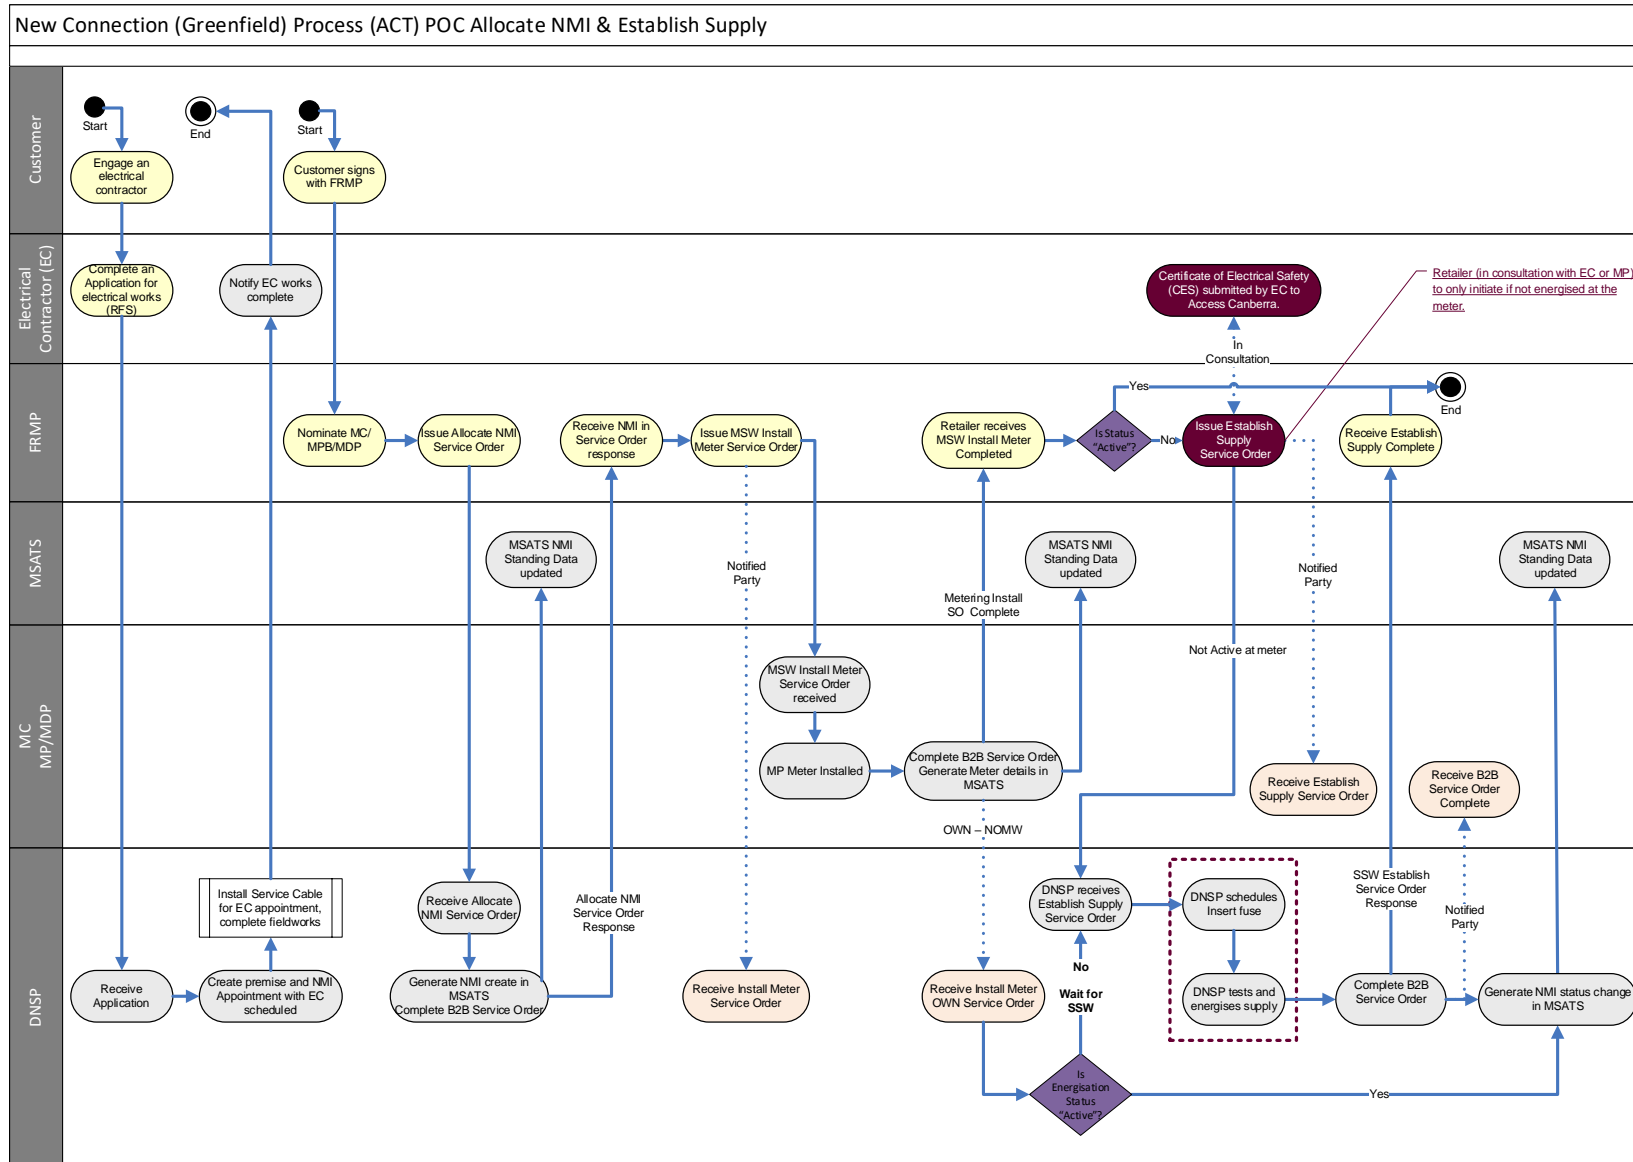 New Connection (Greenfield) Process (ACT) POC Allocate NMI & Establish Supply
Customer
Start
End
Start
Engage an
electrical
contractor
Customer signs
with FRMP
Electrical
Contractor (EC)
Complete an
Application for
electrical works
(RFS)
Notify EC works
complete
Certificate of Electrical Safety
(CES) submitted by EC to
Access Canberra.
Retailer (in consultation with EC or MP)
to only initiate if not energised at the
meter.
In
Consultation
FRMP
Nominate MC/
MPB/MDP
Issue Allocate NMI
Service Order
Receive NMI in
Service Order
response
Issue MSW Install
Meter Service Order
Retailer receives
MSW Install Meter
Completed
Is Status
“Active”?
Yes
No
Issue Establish
Supply
Service Order
Receive Establish
Supply Complete
End
MSATS
MSATS NMI
Standing Data
updated
Notified
Party
Metering Install
SO Complete
MSATS NMI
Standing Data
updated
Notified
Party
MSATS NMI
Standing Data
updated
MC
MP/MDP
MSW Install Meter
Service Order
received
MP Meter Installed
Complete B2B Service Order
Generate Meter details in
MSATS
Not Active at meter
Receive Establish
Supply Service Order
Receive B2B
Service Order
Complete
OWN – NOMW
DNSP
Install Service Cable
for EC appointment,
complete fieldworks
Receive Allocate
NMI Service Order
Allocate NMI
Service Order
Response
DNSP receives
Establish Supply
Service Order
DNSP schedules
Insert fuse
SSW Establish
Service Order
Response
Notified
Party
Receive
Application
Create premise and NMI
Appointment with EC
scheduled
Generate NMI create in
MSATS
Complete B2B Service Order
Receive Install Meter
Service Order
Receive Install Meter
OWN Service Order
No
Wait for
SSW
DNSP tests and
energises supply
Complete B2B
Service Order
Generate NMI status change
in MSATS
Is
Energisation
Status
“Active”?
Yes